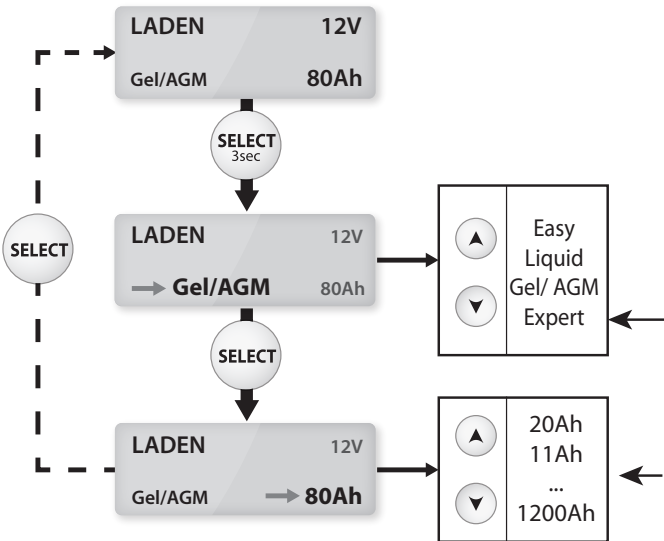 LADEN 12V
Gel/AGM 80Ah
SELECT
3sec
LADEN 12V
Gel/AGM 80Ah
Easy
Liquid
Gel/ AGM
Expert
SELECT
SELECT
LADEN 12V
Gel/AGM 80Ah
20Ah
11Ah
...
1200Ah